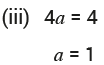 (iii) 4a = 4
a = 1